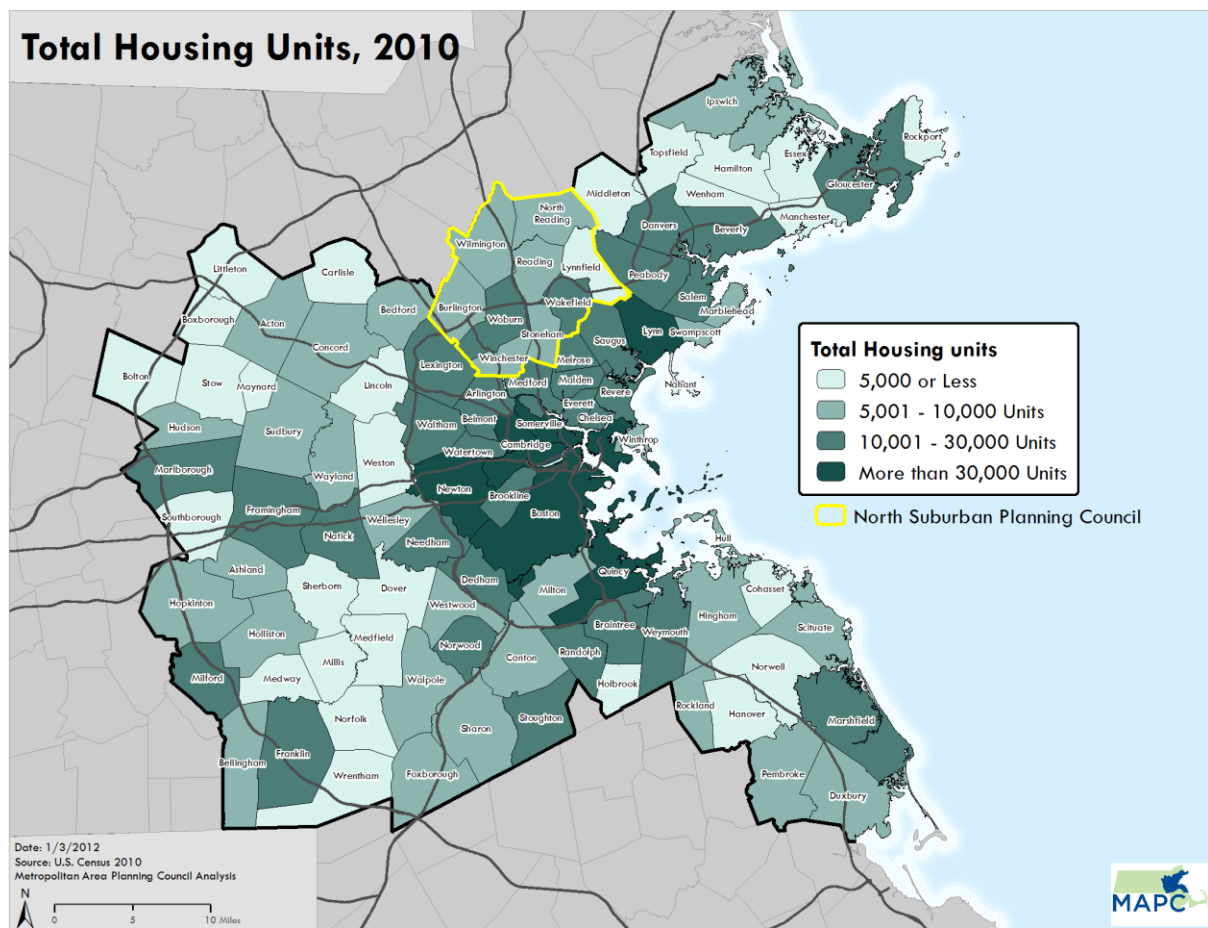 Total Housing Units, 2010
Ipswich
Rockport
Essex
Topsfield
Hamilton
Gloucester
Middleton
Wenham
Manchester
North
Reading
Danvers
Beverly
Wilmington
Reading
Lynnfield
Peabody
Littleton
Carlisle
Salem
Wakefield
Marblehead
Burlington
Bedford
Boxborough
Woburn
Acton
Lynn
Swampscott
Stoneham
Saugus
Concord
Winchester
Melrose
Lexington
Bolton
Stow
Maynard
Lincoln
Medford
Malden
Nahant
Arlington
Revere
Everett
Belmont
Chelsea
Hudson
Waltham
Somerville
Sudbury
Winthrop
Cambridge
Watertown
Marlborough
Weston
Wayland
Newton
Brookline
Framingham
Boston
Southborough
Wellesley
Natick
Needham
Hull
Ashland
Quincy
Dedham
Sherborn
Dover
Milton
Cohasset
Hopkinton
Westwood
Hingham
Braintree
Scituate
Holliston
Weymouth
Medfield
Norwood
Randolph
Canton
Millis
Norwell
Milford
Medway
Walpole
Holbrook
Rockland
Hanover
Norfolk
Stoughton
Marshfield
Sharon
Franklin
Bellingham
Wrentham
Foxborough
Pembroke
Duxbury
Total Housing units
5,000 or Less
5,001 - 10,000 Units
10,001 - 30,000 Units
More than 30,000 Units
North Suburban Planning Council
Date: 1/3/2012
Source: U.S. Census 2010
Metropolitan Area Planning Council Analysis
N
0 5 10 Miles
MAPC